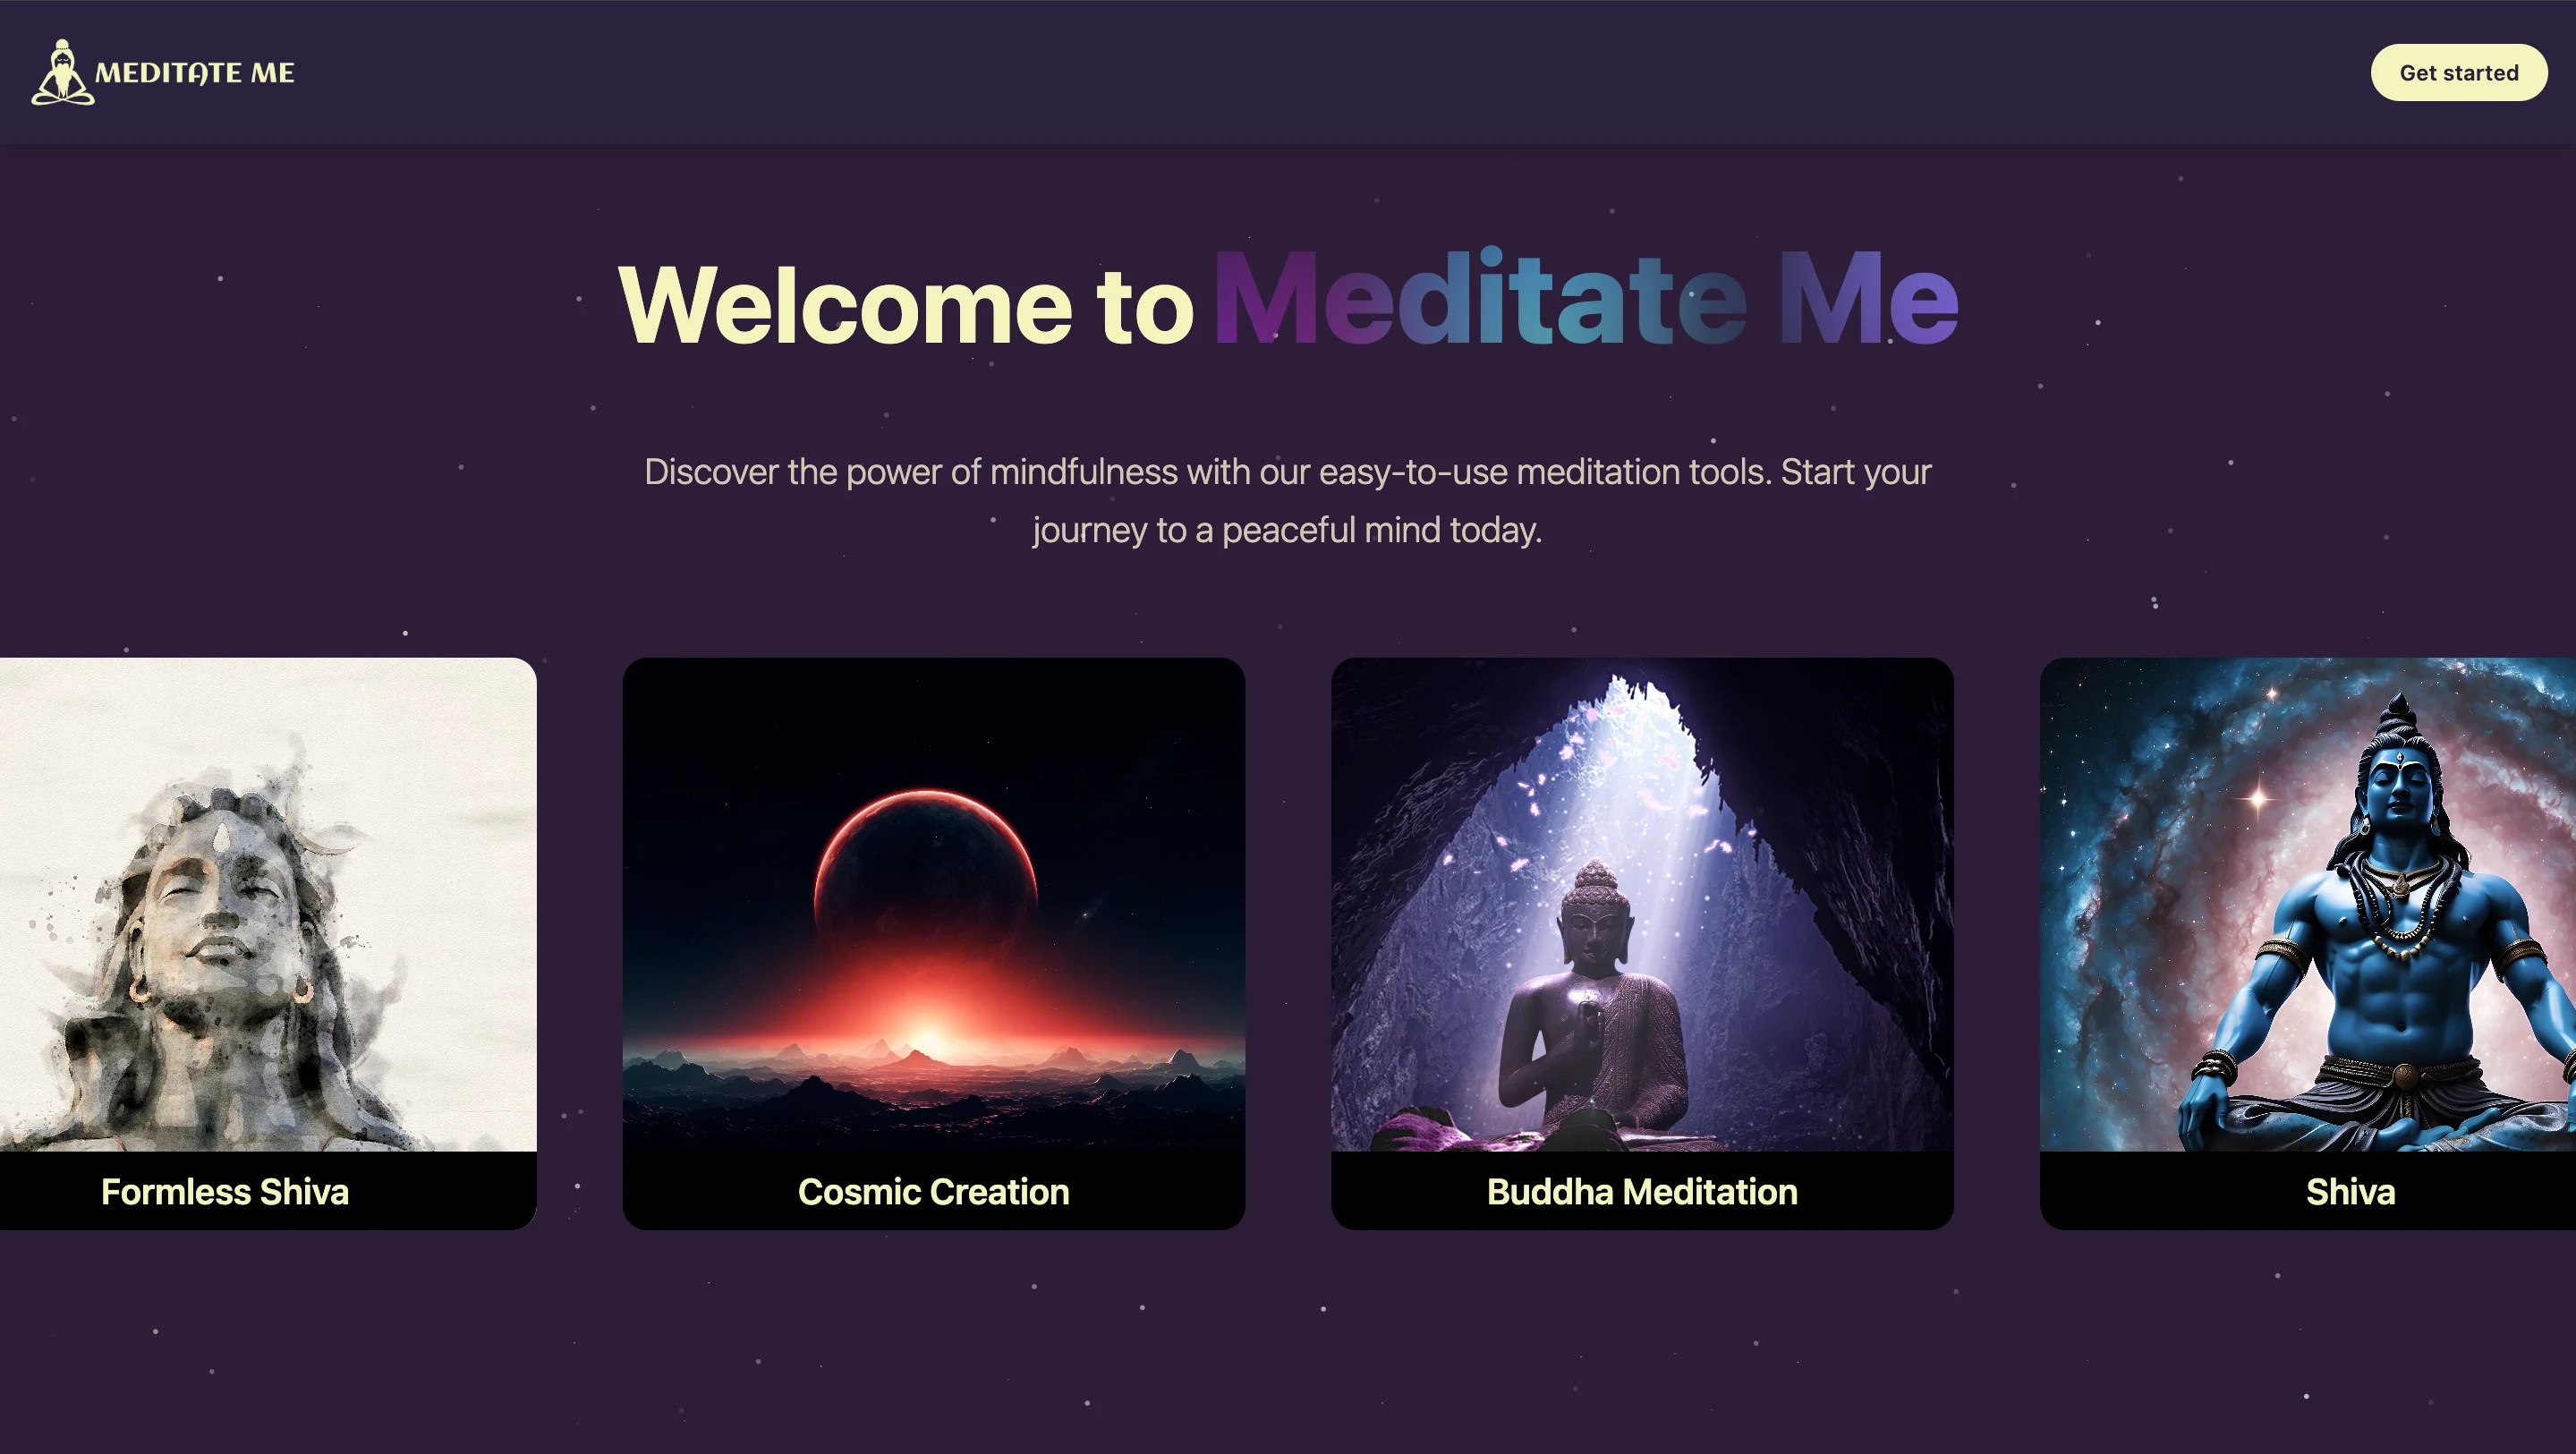 MEDITATE ME
Get started
Welcome to Meditate Me
Discover the power of mindfulness with our easy-to-use meditation tools. Start your
journey to a peaceful mind today.
Formless Shiva
Cosmic Creation
Buddha Meditation
Shiva